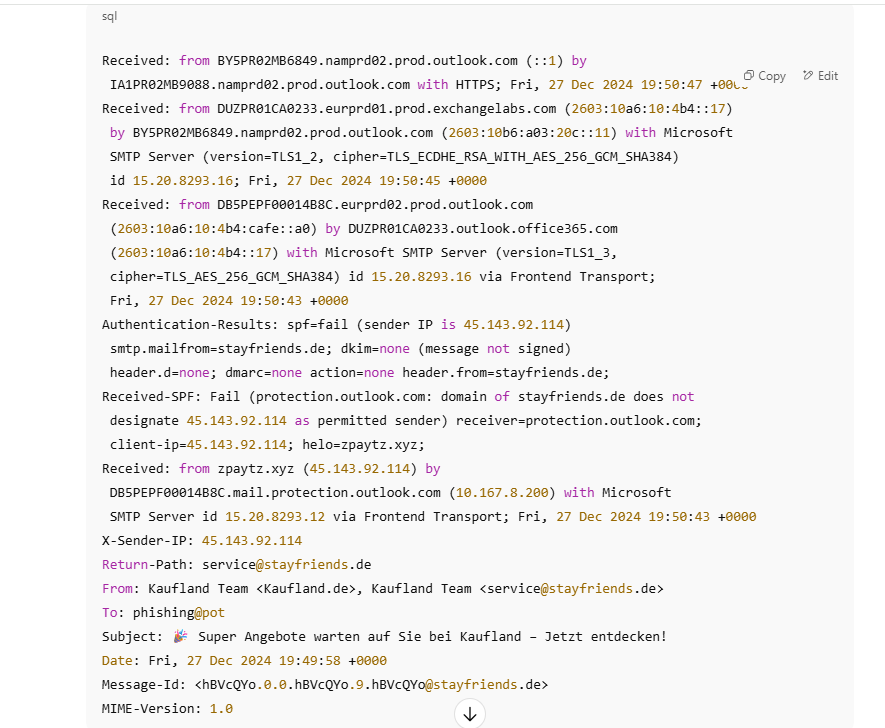 sql
Received: from BY5PR02MB6849.namprd02.prod.outlook.com (::1) by
IA1PR02MB9088.namprd02.prod.outlook.com with HTTPS; Fri, 27 Dec 2024 19:50:47 +0000
Copy Edit
Received: from DUZPR01CA0233.eurprd01.prod.exchangelabs.com (2603:10a6:10:4b4::17)
by BY5PR02MB6849.namprd02.prod.outlook.com (2603:10b6:a03:20c::11) with Microsoft
SMTP Server (version=TLS1_2, cipher=TLS_ECDHE_RSA_WITH_AES_256_GCM_SHA384)
id 15.20.8293.16; Fri, 27 Dec 2024 19:50:45 +0000
Received: from DB5PEPF00014B8C.eurprd02.prod.outlook.com
(2603:10a6:10:4b4:cafe::a0) by DUZPR01CA0233.outlook.office365.com
(2603:10a6:10:4b4::17) with Microsoft SMTP Server (version=TLS1_3,
cipher=TLS_AES_256_GCM_SHA384) id 15.20.8293.16 via Frontend Transport;
Fri, 27 Dec 2024 19:50:43 +0000
Authentication-Results: spf=fail (sender IP is 45.143.92.114)
smtp.mailfrom=stayfriends.de; dkim=none (message not signed)
header.d=none; dmarc=none action=none header.from=stayfriends.de;
Received-SPF: Fail (protection.outlook.com: domain of stayfriends.de does not
designate 45.143.92.114 as permitted sender) receiver=protection.outlook.com;
client-ip=45.143.92.114; helo=zpaytz.xyz;
Received: from zpaytz.xyz (45.143.92.114) by
DB5PEPF00014B8C.mail.protection.outlook.com (10.167.8.200) with Microsoft
SMTP Server id 15.20.8293.12 via Frontend Transport; Fri, 27 Dec 2024 19:50:43 +0000
X-Sender-IP: 45.143.92.114
Return-Path: service@stayfriends.de
From: Kaufland Team <Kaufland.de>, Kaufland Team <service@stayfriends.de>
To: phishing@pot
Subject: 🎉 Super Angebote warten auf Sie bei Kaufland – Jetzt entdecken!
Date: Fri, 27 Dec 2024 19:49:58 +0000
Message-Id: <hBVcQYo.0.0.hBVcQYo.9.hBVcQYo@stayfriends.de>
MIME-Version: 1.0